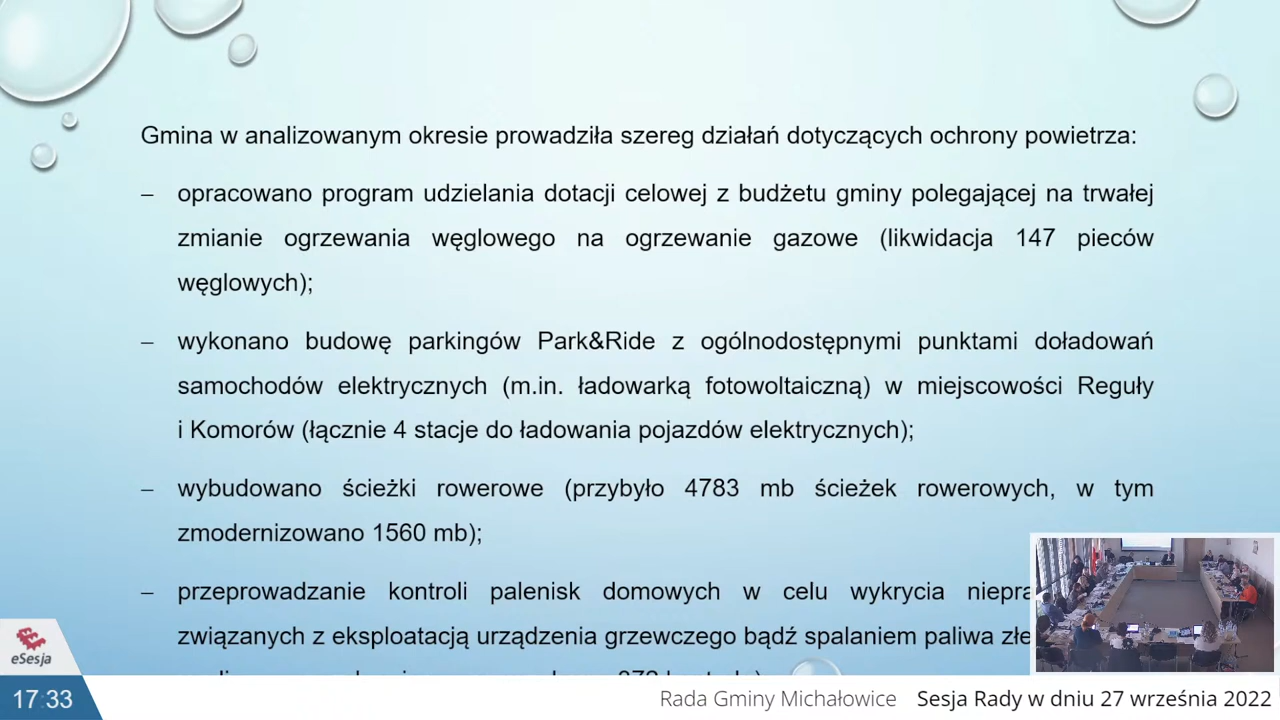 Gmina w analizowanym okresie prowadziła szereg działań dotyczących ochrony powietrza:
– opracowano program udzielania dotacji celowej z budżetu gminy polegającej na trwałej
zmianie ogrzewania węglowego na ogrzewanie gazowe (likwidacja 147 pieców
węglowych);
– wykonano budowę parkingów Park&Ride z ogólnodostępnymi punktami doładowań
samochodów elektrycznych (m.in. ładowarką fotowoltaiczną) w miejscowości Reguły
i Komorów (łącznie 4 stacje do ładowania pojazdów elektrycznych);
– wybudowano ścieżki rowerowe (przybyło 4783 mb ścieżek rowerowych, w tym
zmodernizowano 1560 mb);
– przeprowadzanie kontroli palenisk domowych w celu wykrycia
związanych z eksploatacją urządzenia grzewczego bądź spalaniem paliwa
eSesja
17:33
Rada Gminy Michałowice Sesja Rady w dniu 27 września 2022